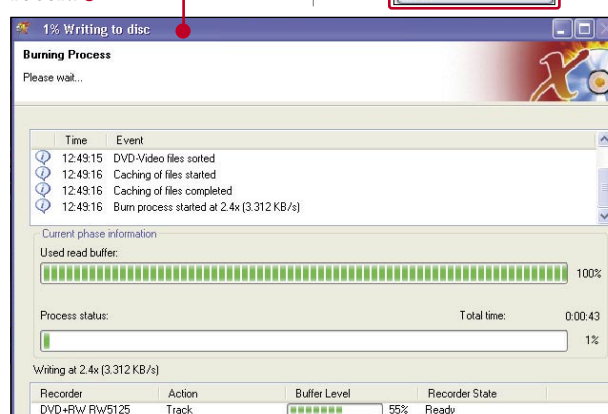 1% Writing to disc
Burning Process
Please wait...
Time Event
12:49:15 DVD-Video files sorted
12:49:16 Caching of files started
12:49:16 Caching of files completed
12:49:16 Burn process started at 2.4x (3.312 KB/s)
Current phase information
Used read buffer:
100%
Process status: Total time: 0:00:43
1%
Writing at 2.4x (3.312 KB/s)
Recorder Action Buffer Level Recorder State
DVD+RW RW5125 Track 55% Ready